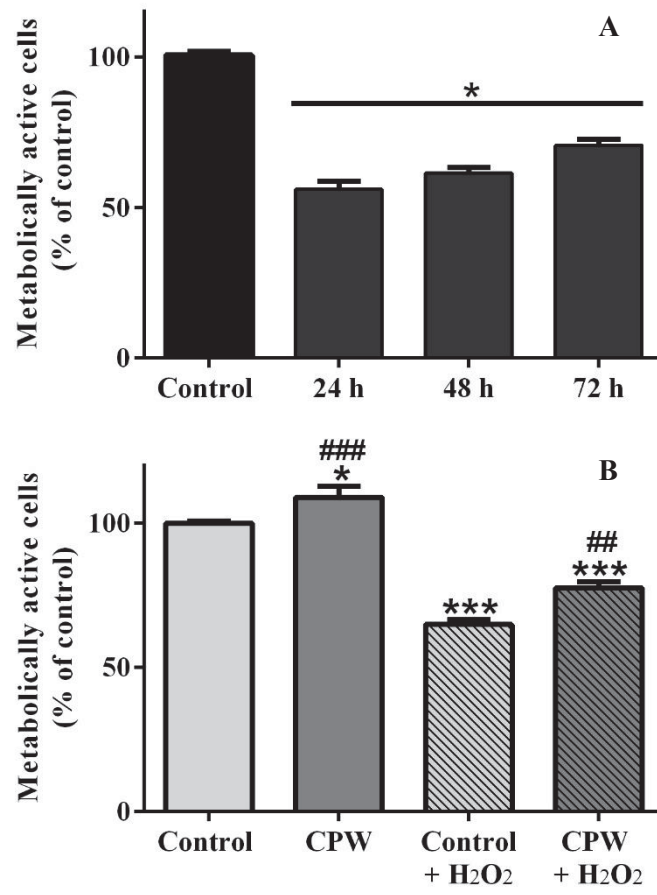 A
Metabolically active cells
(% of control)
100
50
0
*
Control 24 h 48 h 72 h
B
Metabolically active cells
(% of control)
100
50
0
###
*
***
##
***
Control CPW Control + H₂O₂ CPW + H₂O₂